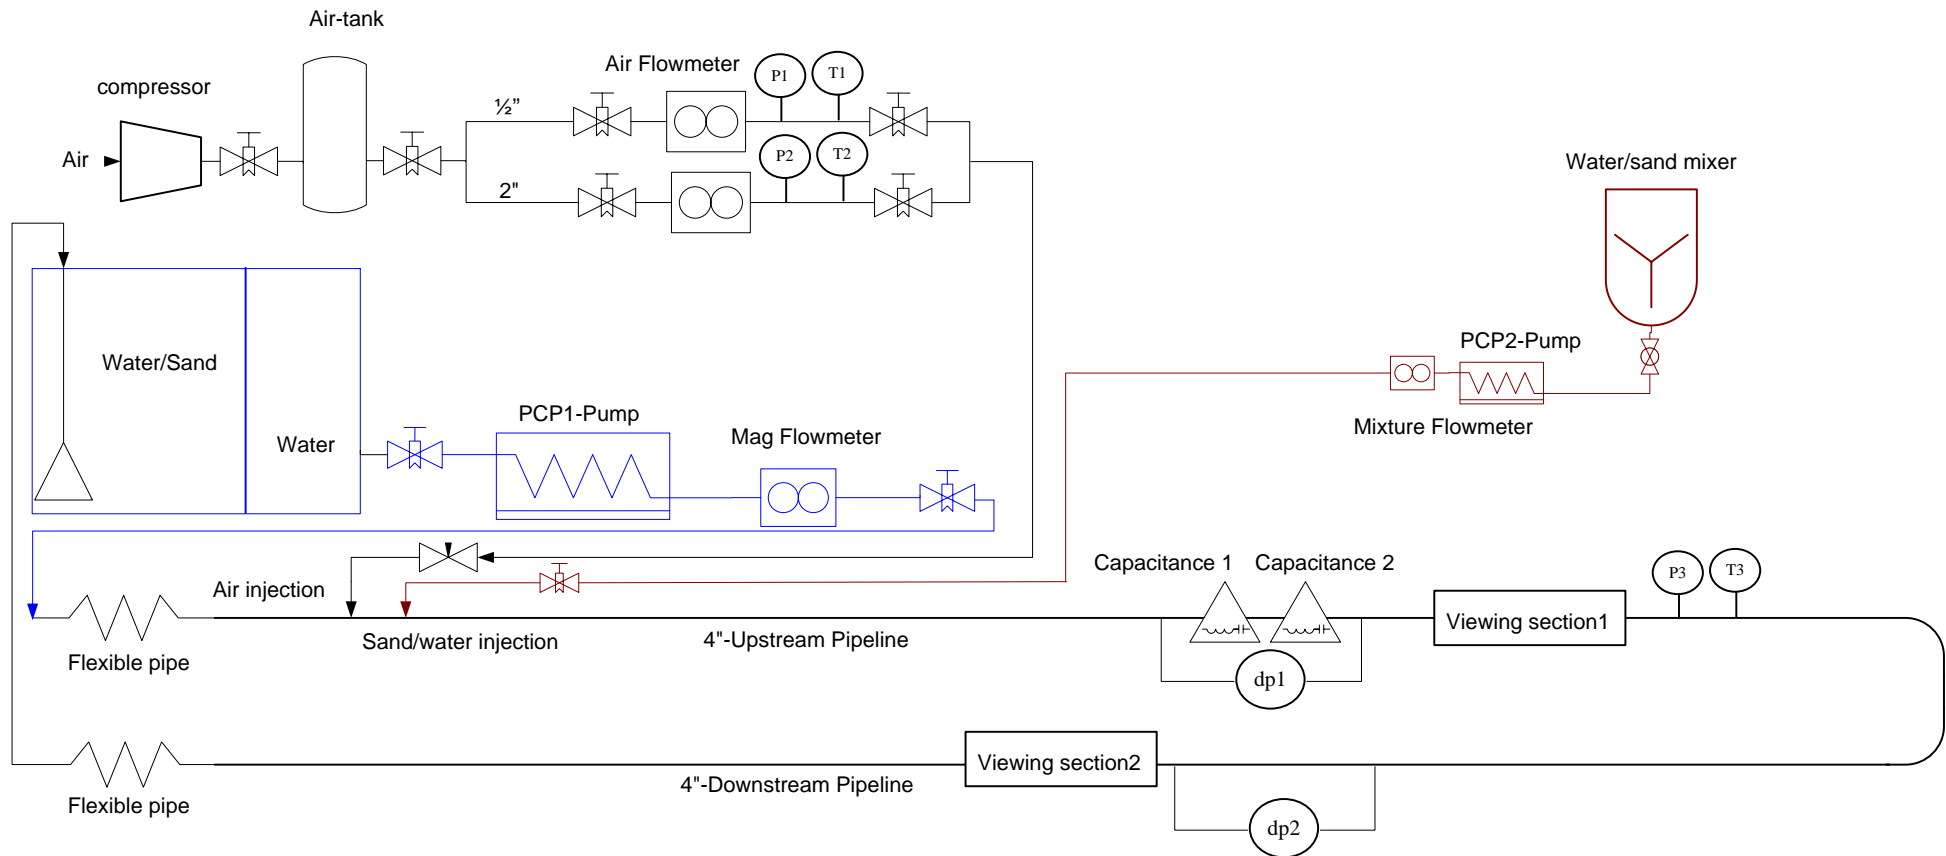 Air-tank
compressor
Air Flowmeter
P1
T1
½”
Air
P2
T2
2"
Water/sand mixer
Water/Sand
PCP2-Pump
PCP1-Pump
Mag Flowmeter
Mixture Flowmeter
Water
Capacitance 1
Capacitance 2
P3
T3
Air injection
Viewing section1
Sand/water injection
4"-Upstream Pipeline
Flexible pipe
dp1
Viewing section2
4"-Downstream Pipeline
Flexible pipe
dp2